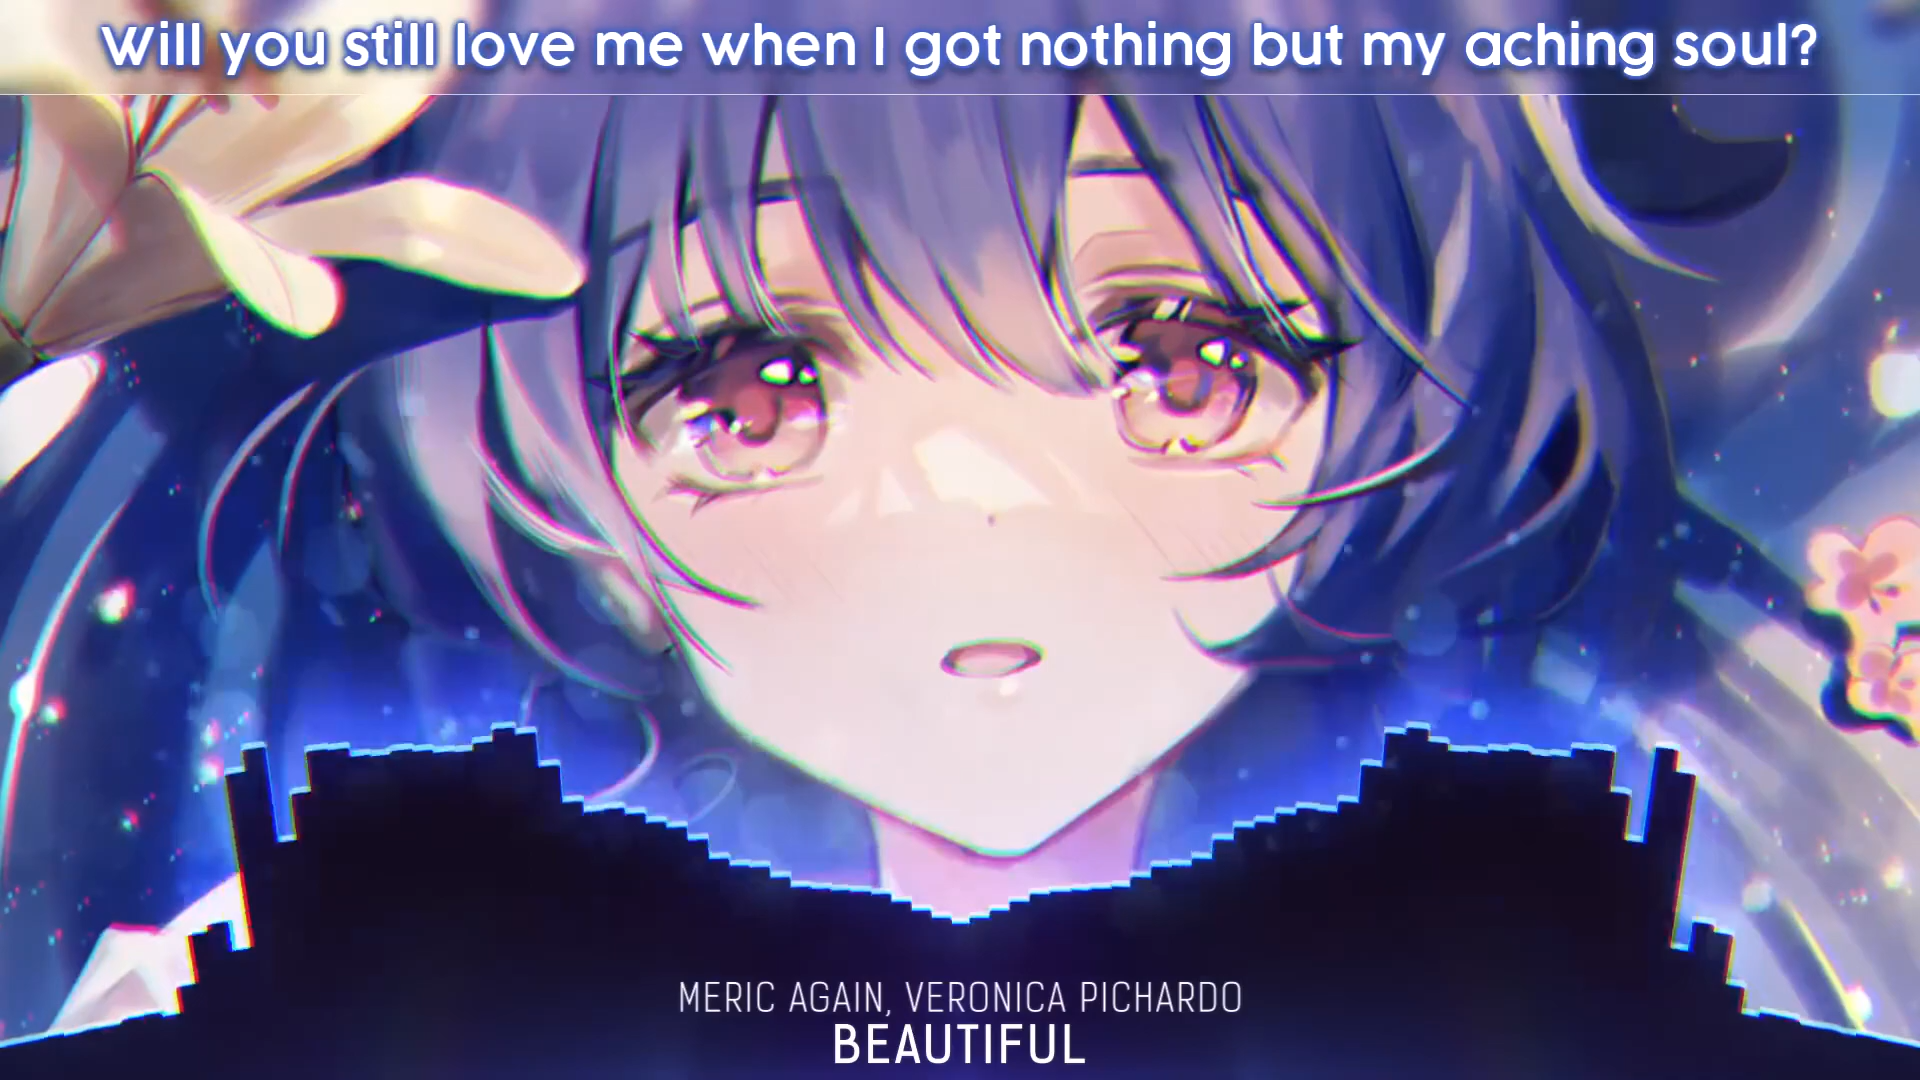 Will you still love me when I got nothing but my aching soul?
MERIC AGAIN, VERONICA PICHARDO
BEAUTIFUL